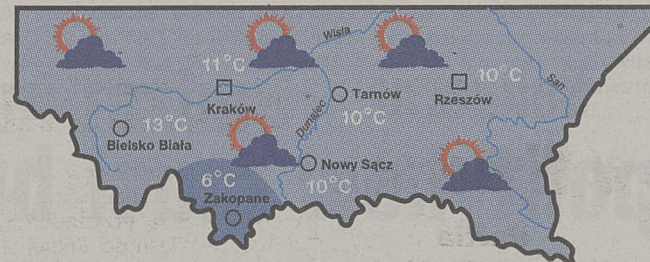 Wisła
11°C
Kraków
Tarnów
10°C
10°C
Rzeszów
San
Dunajec
13°C
Bielsko Biała
Nowy Sącz
10°C
6°C
Zakopane